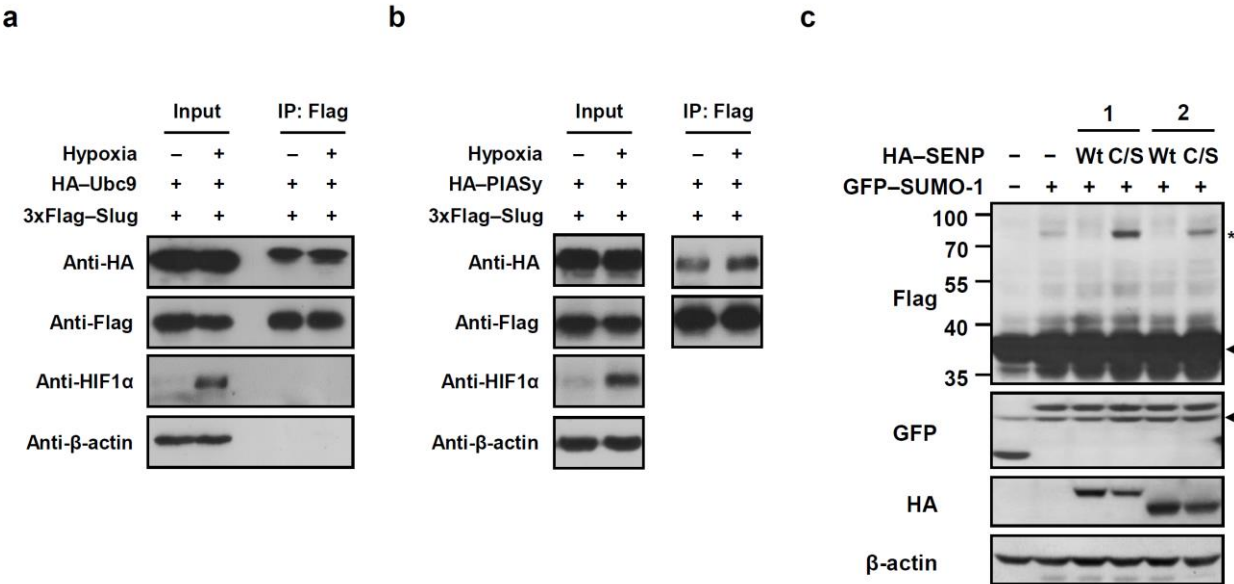 a
Input IP: Flag
Hypoxia – + – +
HA–Ubc9 + + + +
3xFlag–Slug + + + +
Anti-HA
Anti-Flag
Anti-HIF1α
Anti-β-actin
b
Input IP: Flag
Hypoxia – + – +
HA–PIASy + + + +
3xFlag–Slug + + + +
Anti-HA
Anti-Flag
Anti-HIF1α
Anti-β-actin
c
1 2
HA–SENP – – Wt C/S Wt C/S
GFP–SUMO-1 – + + + + +
100
*
70
55
Flag
40
35
GFP
HA
β-actin